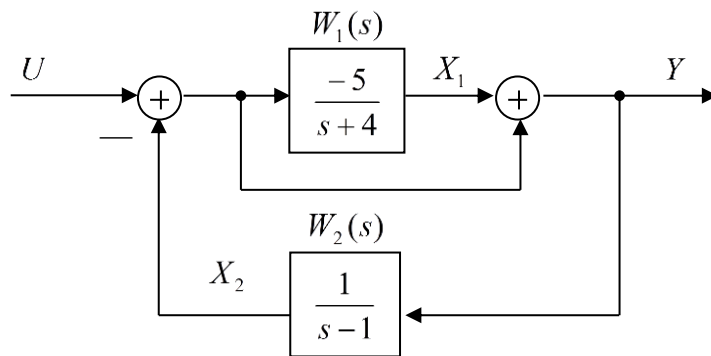 W₁(s)
U
+
−5
s + 4
X₁
+
Y
—
W₂(s)
X₂
1
s − 1